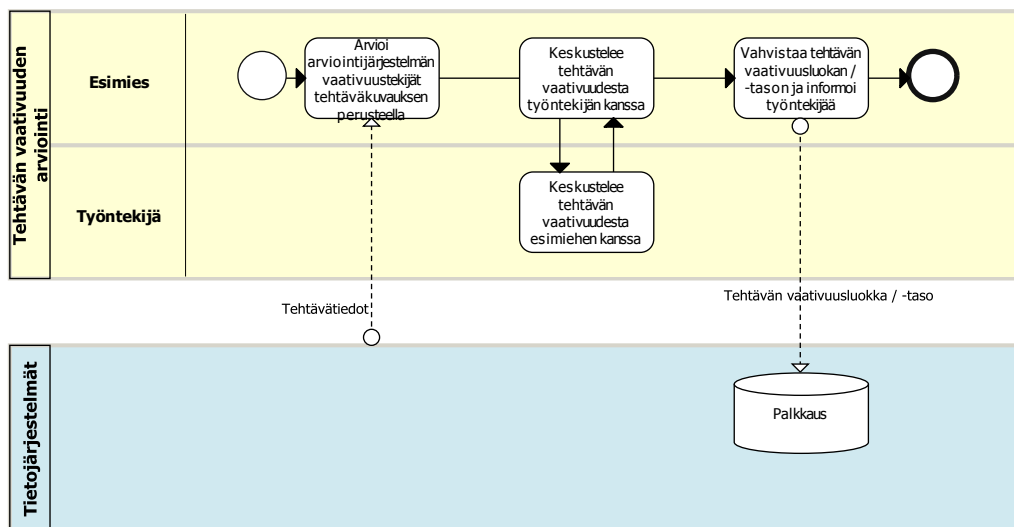 Tehtävän vaativuuden
arviointi
Esimies
Arvioi
arviointijärjestelmän
vaativuustekijät
tehtäväkuvauksen
perusteella
Keskustelee
tehtävän
vaativuudesta
työntekijän kanssa
Vahvistaa tehtävän
vaativuusluokan /
-tason ja informoi
työntekijää
Työntekijä
Keskustelee
tehtävän
vaativuudesta
esimiehen kanssa
Tehtävätiedot
Tehtävän vaativuusluokka / -taso
Tietojärjestelmät
Palkkaus